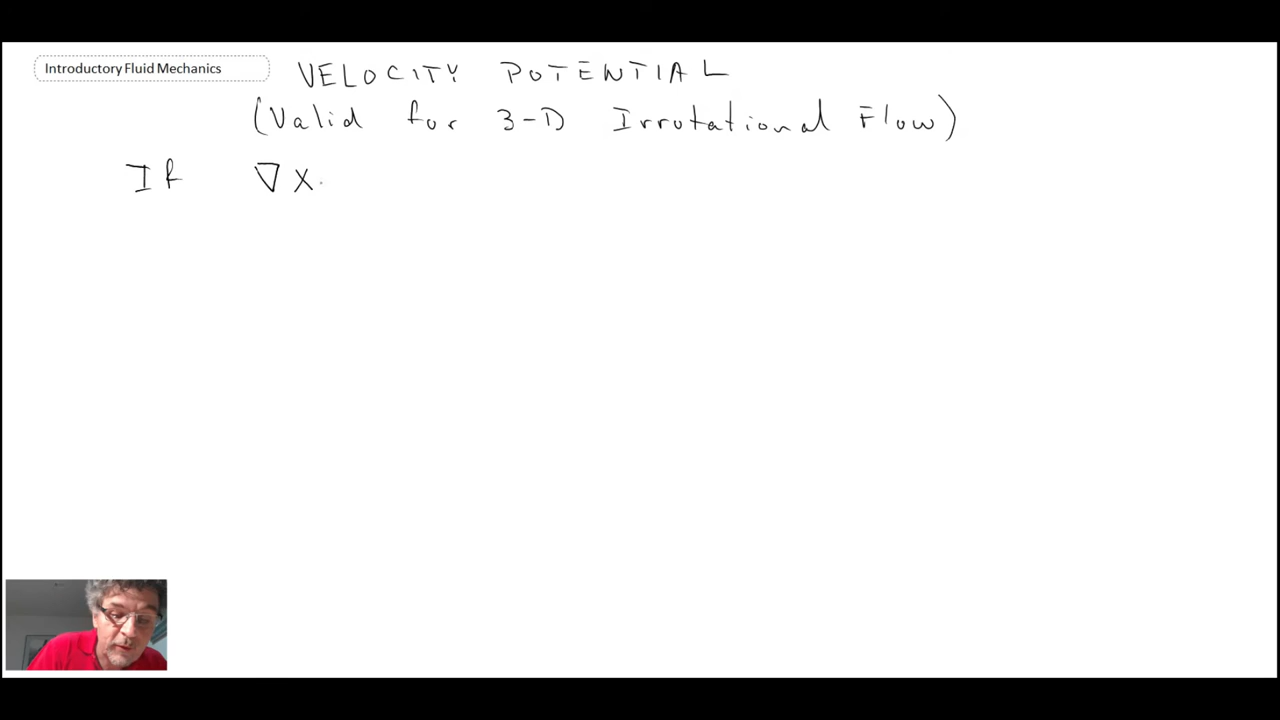 Introductory Fluid Mechanics
VELOCITY POTENTIAL
(Valid for 3-D Irrotational Flow)
If ∇ X